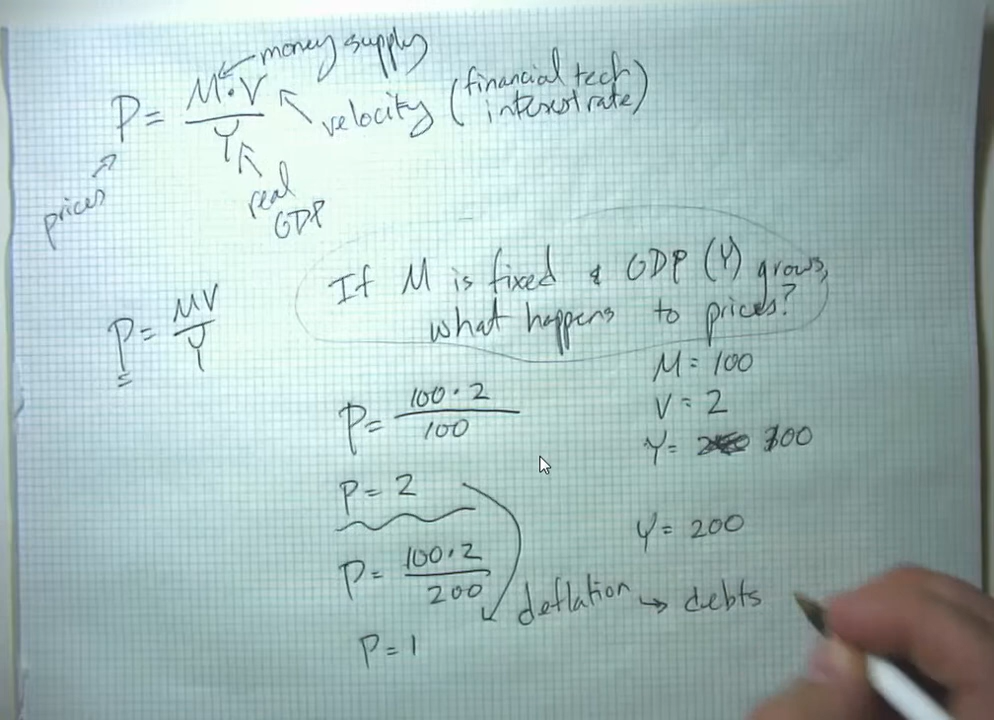 money supply
P = M·V / Y
velocity (financial tech
interest rate)
prices
real
GDP
If M is fixed & GDP (Y) grows,
what happens to prices?
P = MV / Y
M = 100
V = 2
Y = 100
P = 100·2 / 100
P = 2
Y = 200
P = 100·2 / 200
deflation → debts
P = 1